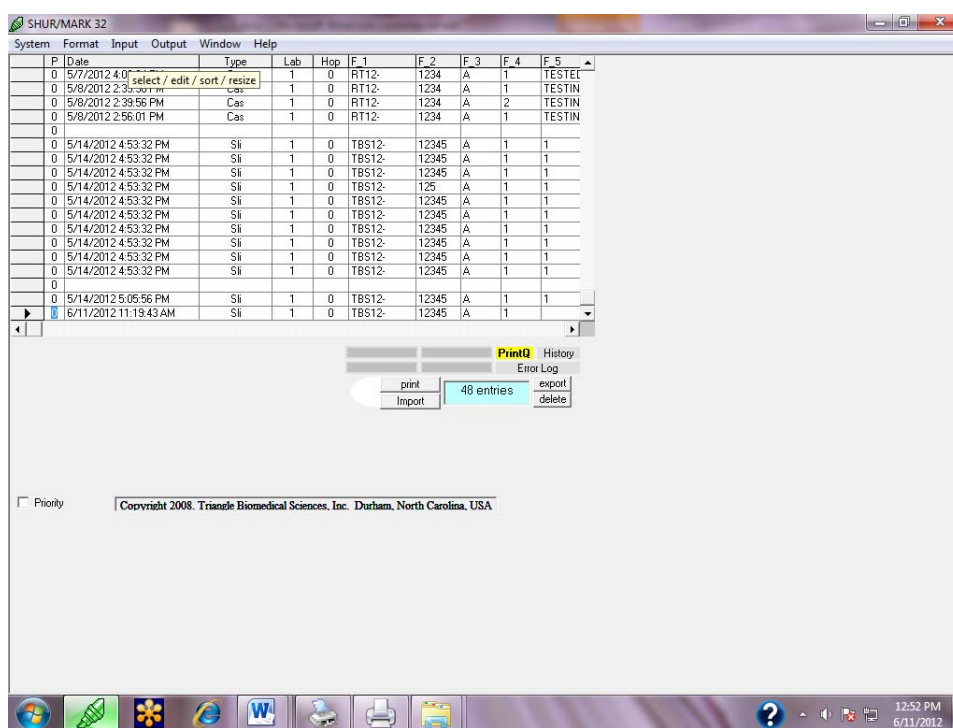 SHUR/MARK 32
System Format Input Output Window Help
P Date Type Lab Hop F_1 F_2 F_3 F_4 F_5
0 5/7/2012 1 0 RT12- 1234 A 1 TESTED
select / edit / sort / resize
0 5/8/2012 Cas 1 0 RT12- 1234 A 1 TESTIN
0 5/8/2012 2:39:56 PM Cas 1 0 RT12- 1234 A 2 TESTIN
0 5/8/2012 2:56:01 PM Cas 1 0 RT12- 1234 A 1 TESTIN
0
0 5/14/2012 4:53:32 PM Sli 1 0 TBS12- 12345 A 1 1
0 5/14/2012 4:53:32 PM Sli 1 0 TBS12- 12345 A 1 1
0 5/14/2012 4:53:32 PM Sli 1 0 TBS12- 12345 A 1 1
0 5/14/2012 4:53:32 PM Sli 1 0 TBS12- 125 A 1 1
0 5/14/2012 4:53:32 PM Sli 1 0 TBS12- 12345 A 1 1
0 5/14/2012 4:53:32 PM Sli 1 0 TBS12- 12345 A 1 1
0 5/14/2012 4:53:32 PM Sli 1 0 TBS12- 12345 A 1 1
0 5/14/2012 4:53:32 PM Sli 1 0 TBS12- 12345 A 1 1
0 5/14/2012 4:53:32 PM Sli 1 0 TBS12- 12345 A 1 1
0 5/14/2012 4:53:32 PM Sli 1 0 TBS12- 12345 A 1 1
0
0 5/14/2012 5:05:56 PM Sli 1 0 TBS12- 12345 A 1 1
0 6/11/2012 11:19:43 AM Sli 1 0 TBS12- 12345 A 1
PrintQ History
Error Log
print 48 entries export
Import delete
Priority Copyright 2008. Triangle Biomedical Sciences, Inc. Durham, North Carolina, USA
12:52 PM
6/11/2012